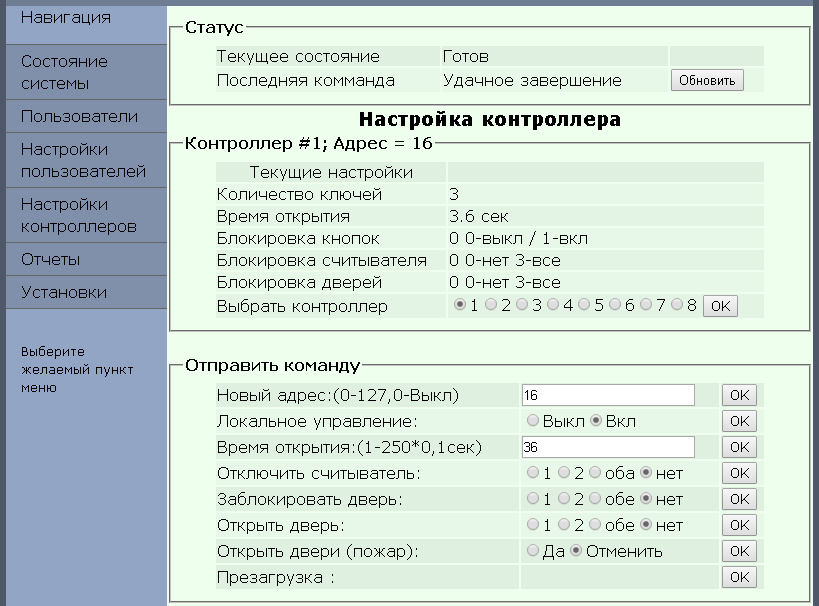 Навигация
Состояние
системы
Пользователи
Настройки
пользователей
Настройки
контроллеров
Отчеты
Установки
Выберите
желаемый пункт
меню
Статус
Текущее состояние Готов
Последняя комманда Удачное завершение Обновить
Настройка контроллера
Контроллер #1; Адрес = 16
Текущие настройки
Количество ключей 3
Время открытия 3.6 сек
Блокировка кнопок 0 0-выкл / 1-вкл
Блокировка считывателя 0 0-нет 3-все
Блокировка дверей 0 0-нет 3-все
Выбрать контроллер 1 2 3 4 5 6 7 8 OK
Отправить команду
Новый адрес:(0-127,0-Выкл) 16 OK
Локальное управление: Выкл Вкл OK
Время открытия:(1-250*0,1сек) 36 OK
Отключить считыватель: 1 2 оба нет OK
Заблокировать дверь: 1 2 обе нет OK
Открыть дверь: 1 2 обе нет OK
Открыть двери (пожар): Да Отменить OK
Презагрузка : OK